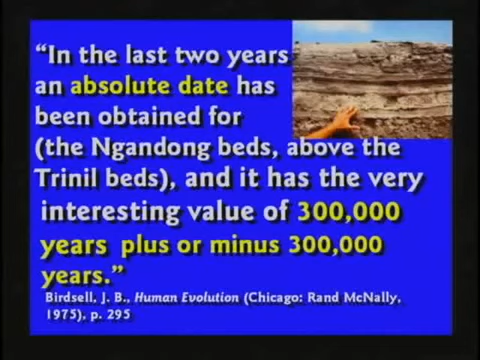 “In the last two years
an absolute date has
been obtained for
(the Ngandong beds, above the
Trinil beds), and it has the very
interesting value of 300,000
years plus or minus 300,000
years.”
Birdsell, J. B., Human Evolution (Chicago: Rand McNally,
1975), p. 295